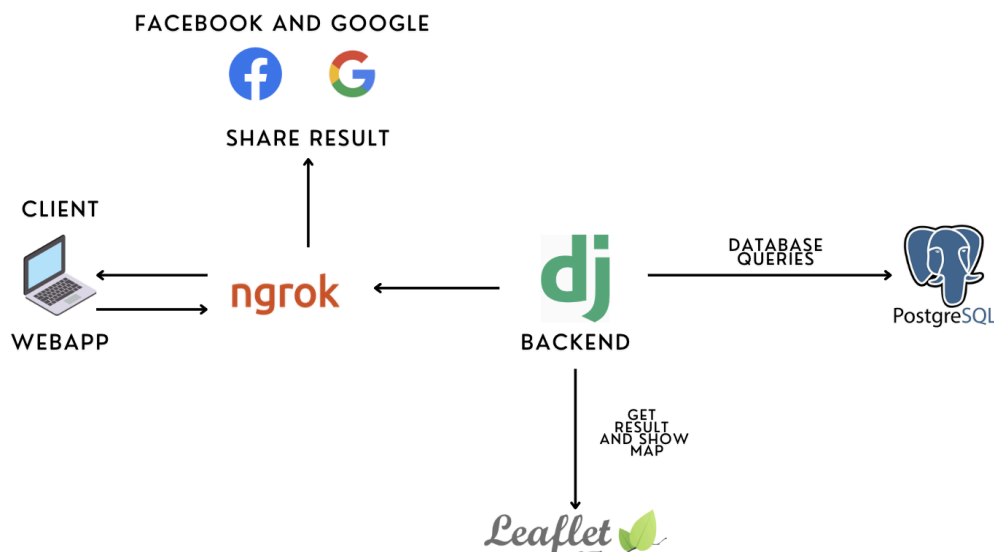 FACEBOOK AND GOOGLE
SHARE RESULT
CLIENT
WEBAPP
ngrok
dj
BACKEND
DATABASE
QUERIES
PostgreSQL
GET
RESULT
AND SHOW
MAP
Leaflet